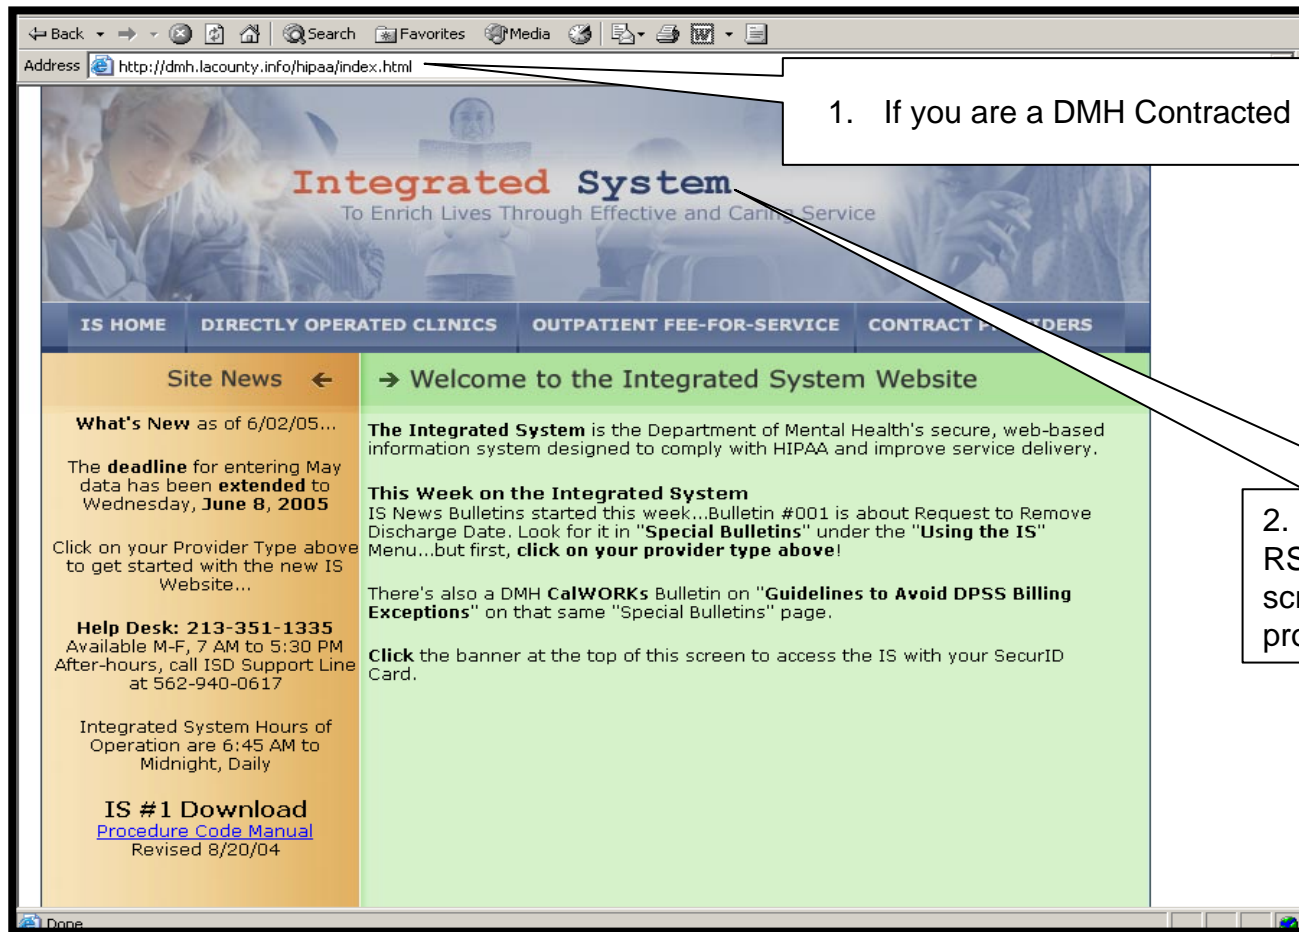 Back Search Favorites Media
Address http://dmh.lacounty.info/hipaa/index.html
1. If you are a DMH Contracted
Integrated System
To Enrich Lives Through Effective and Caring Service
IS HOME DIRECTLY OPERATED CLINICS OUTPATIENT FEE-FOR-SERVICE CONTRACT PROVIDERS
Site News
What's New as of 6/02/05...
The deadline for entering May
data has been extended to
Wednesday, June 8, 2005
Click on your Provider Type above
to get started with the new IS
Website...
Help Desk: 213-351-1335
Available M-F, 7 AM to 5:30 PM
After-hours, call ISD Support Line
at 562-940-0617
Integrated System Hours of
Operation are 6:45 AM to
Midnight, Daily
IS #1 Download
Procedure Code Manual
Revised 8/20/04
Welcome to the Integrated System Website
The Integrated System is the Department of Mental Health's secure, web-based
information system designed to comply with HIPAA and improve service delivery.
This Week on the Integrated System
IS News Bulletins started this week...Bulletin #001 is about Request to Remove
Discharge Date. Look for it in "Special Bulletins" under the "Using the IS"
Menu...but first, click on your provider type above!
There's also a DMH CalWORKs Bulletin on "Guidelines to Avoid DPSS Billing
Exceptions" on that same "Special Bulletins" page.
Click the banner at the top of this screen to access the IS with your SecurID
Card.
2.
RS
scr
pro
Done